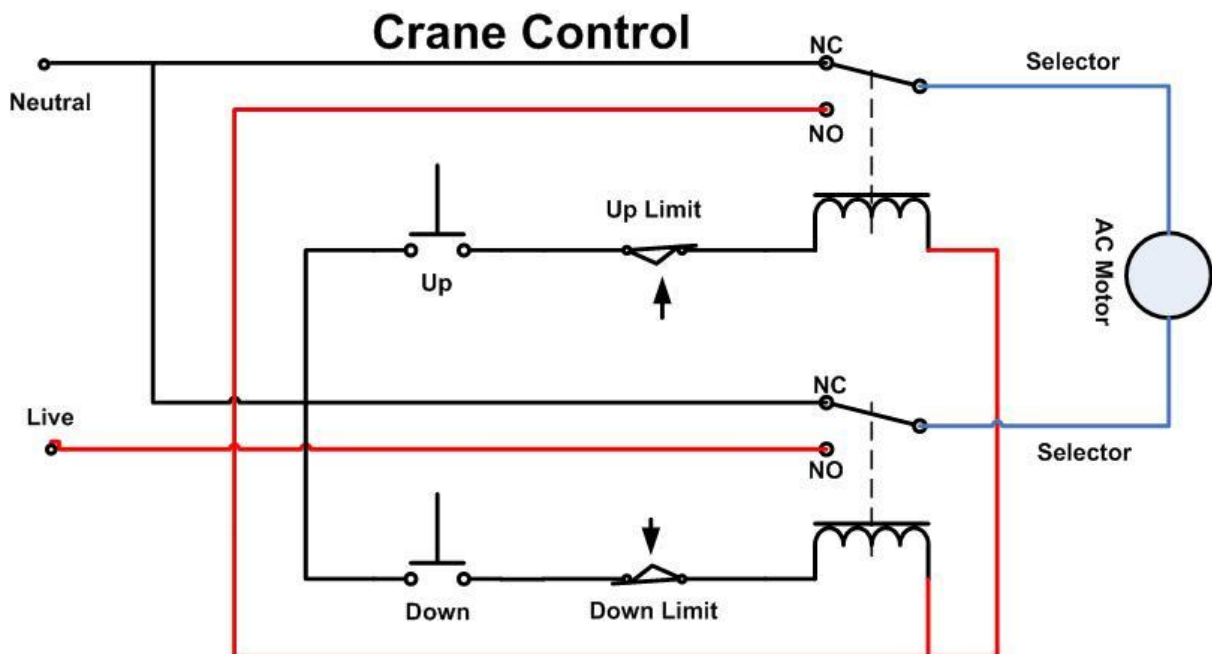 Crane Control
NC
Selector
Neutral
NO
Up Limit
Up
AC Motor
NC
Live
NO
Selector
Down
Down Limit